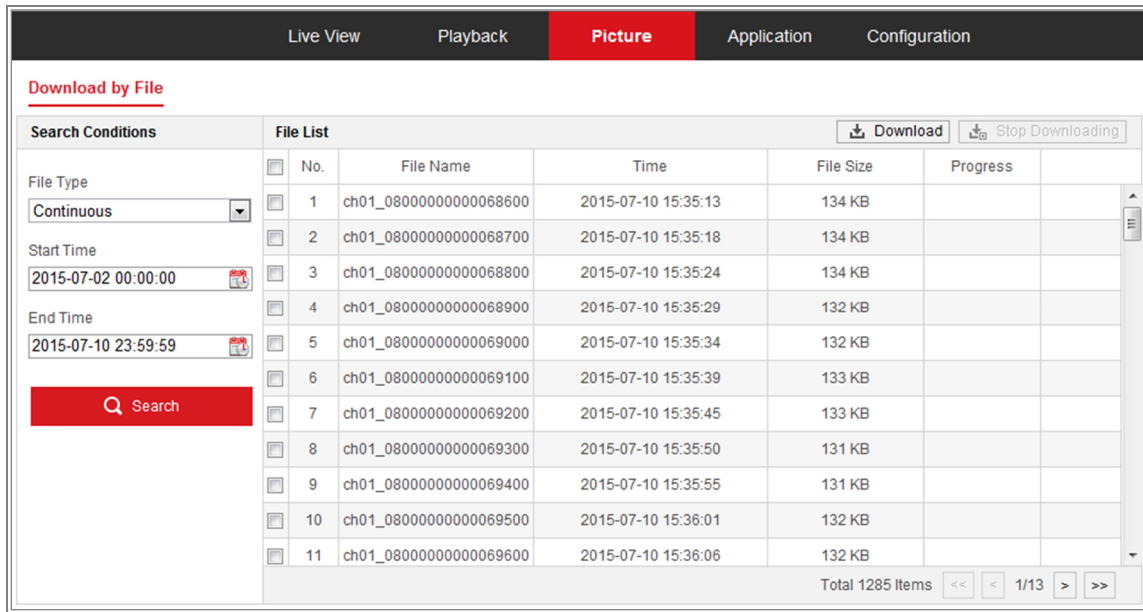 Live View Playback Picture Application Configuration
Download by File
Search Conditions
File Type
Continuous
Start Time
2015-07-02 00:00:00
End Time
2015-07-10 23:59:59
Search
File List Download Stop Downloading
No. File Name Time File Size Progress
1 ch01_08000000000068600 2015-07-10 15:35:13 134 KB
2 ch01_08000000000068700 2015-07-10 15:35:18 134 KB
3 ch01_08000000000068800 2015-07-10 15:35:24 134 KB
4 ch01_08000000000068900 2015-07-10 15:35:29 132 KB
5 ch01_08000000000069000 2015-07-10 15:35:34 132 KB
6 ch01_08000000000069100 2015-07-10 15:35:39 133 KB
7 ch01_08000000000069200 2015-07-10 15:35:45 133 KB
8 ch01_08000000000069300 2015-07-10 15:35:50 131 KB
9 ch01_08000000000069400 2015-07-10 15:35:55 131 KB
10 ch01_08000000000069500 2015-07-10 15:36:01 132 KB
11 ch01_08000000000069600 2015-07-10 15:36:06 132 KB
Total 1285 Items << < 1/13 > >>